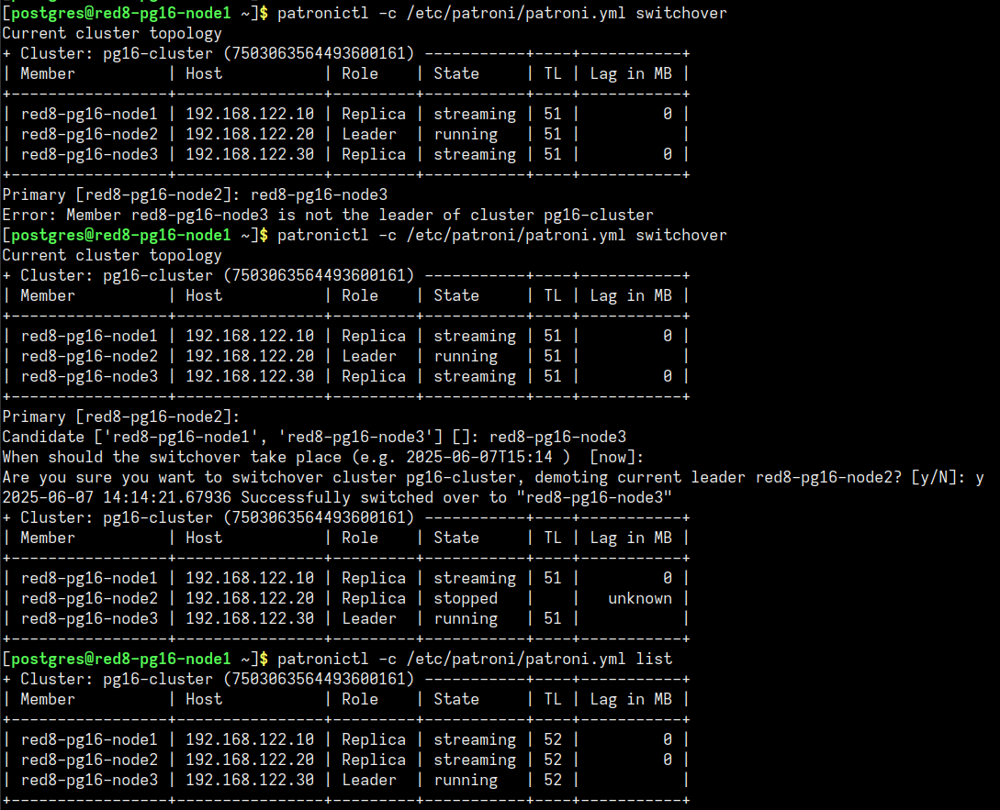 [postgres@red8-pg16-node1 ~]$ patronictl -c /etc/patroni/patroni.yml switchover
Current cluster topology
+ Cluster: pg16-cluster (7503063564493600161) -----------+----+-----------+
| Member          | Host           | Role    | State     | TL | Lag in MB |
+-----------------+----------------+---------+-----------+----+-----------+
| red8-pg16-node1 | 192.168.122.10 | Replica | streaming | 51 |         0 |
| red8-pg16-node2 | 192.168.122.20 | Leader  | running   | 51 |           |
| red8-pg16-node3 | 192.168.122.30 | Replica | streaming | 51 |         0 |
+-----------------+----------------+---------+-----------+----+-----------+
Primary [red8-pg16-node2]: red8-pg16-node3
Error: Member red8-pg16-node3 is not the leader of cluster pg16-cluster
[postgres@red8-pg16-node1 ~]$ patronictl -c /etc/patroni/patroni.yml switchover
Current cluster topology
+ Cluster: pg16-cluster (7503063564493600161) -----------+----+-----------+
| Member          | Host           | Role    | State     | TL | Lag in MB |
+-----------------+----------------+---------+-----------+----+-----------+
| red8-pg16-node1 | 192.168.122.10 | Replica | streaming | 51 |         0 |
| red8-pg16-node2 | 192.168.122.20 | Leader  | running   | 51 |           |
| red8-pg16-node3 | 192.168.122.30 | Replica | streaming | 51 |         0 |
+-----------------+----------------+---------+-----------+----+-----------+
Primary [red8-pg16-node2]:
Candidate ['red8-pg16-node1', 'red8-pg16-node3'] []: red8-pg16-node3
When should the switchover take place (e.g. 2025-06-07T15:14 )  [now]:
Are you sure you want to switchover cluster pg16-cluster, demoting current leader red8-pg16-node2? [y/N]: y
2025-06-07 14:14:21.67936 Successfully switched over to "red8-pg16-node3"
+ Cluster: pg16-cluster (7503063564493600161) -----------+----+-----------+
| Member          | Host           | Role    | State     | TL | Lag in MB |
+-----------------+----------------+---------+-----------+----+-----------+
| red8-pg16-node1 | 192.168.122.10 | Replica | streaming | 51 |         0 |
| red8-pg16-node2 | 192.168.122.20 | Replica | stopped   |    |   unknown |
| red8-pg16-node3 | 192.168.122.30 | Leader  | running   | 51 |           |
+-----------------+----------------+---------+-----------+----+-----------+
[postgres@red8-pg16-node1 ~]$ patronictl -c /etc/patroni/patroni.yml list
+ Cluster: pg16-cluster (7503063564493600161) -----------+----+-----------+
| Member          | Host           | Role    | State     | TL | Lag in MB |
+-----------------+----------------+---------+-----------+----+-----------+
| red8-pg16-node1 | 192.168.122.10 | Replica | streaming | 52 |         0 |
| red8-pg16-node2 | 192.168.122.20 | Replica | streaming | 52 |         0 |
| red8-pg16-node3 | 192.168.122.30 | Leader  | running   | 52 |           |
+-----------------+----------------+---------+-----------+----+-----------+